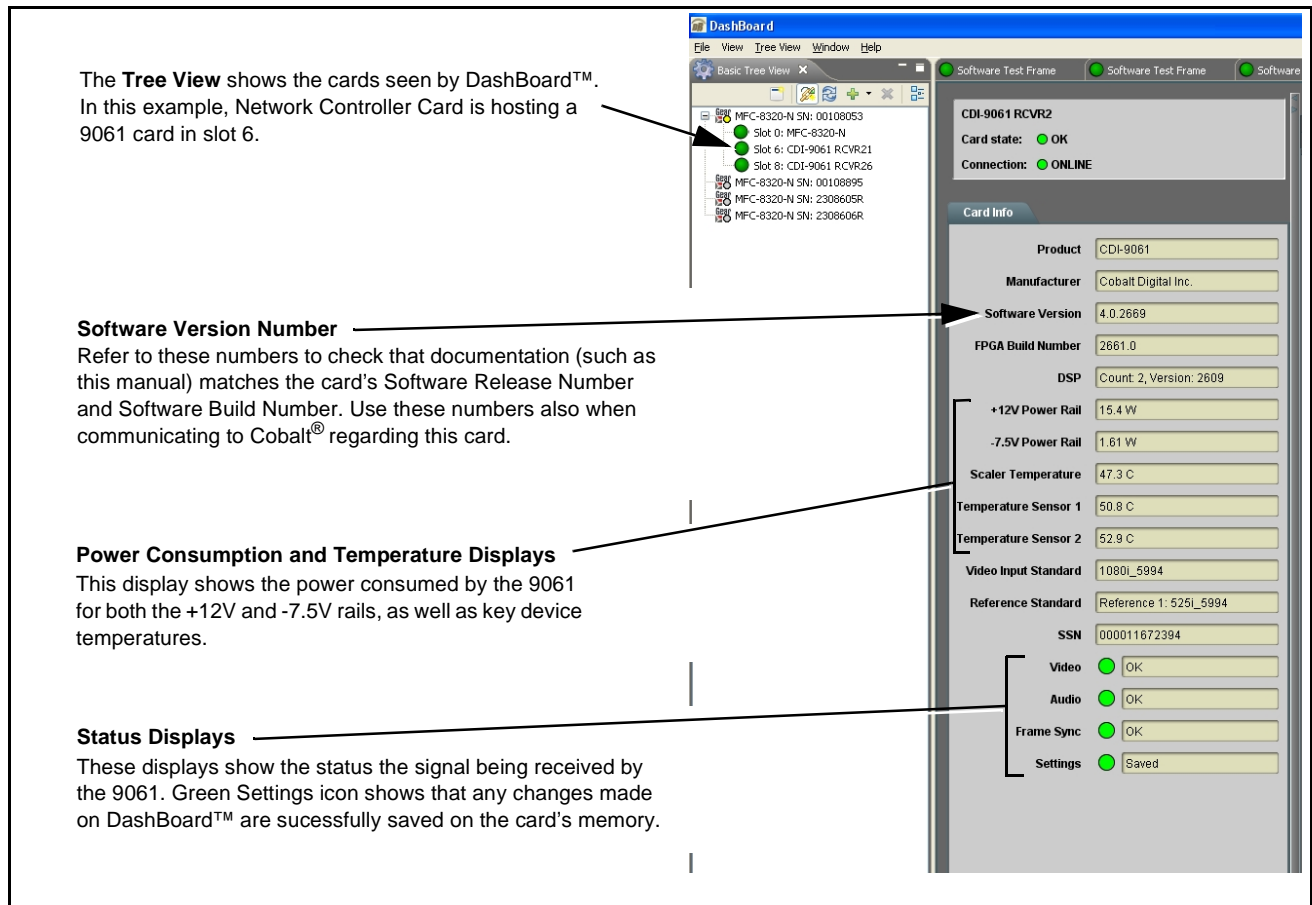 The Tree View shows the cards seen by DashBoard™.
In this example, Network Controller Card is hosting a
9061 card in slot 6.
Software Version Number
Refer to these numbers to check that documentation (such as
this manual) matches the card's Software Release Number
and Software Build Number. Use these numbers also when
communicating to Cobalt® regarding this card.
Power Consumption and Temperature Displays
This display shows the power consumed by the 9061
for both the +12V and -7.5V rails, as well as key device
temperatures.
Status Displays
These displays show the status the signal being received by
the 9061. Green Settings icon shows that any changes made
on DashBoard™ are sucessfully saved on the card's memory.
DashBoard
File View Tree View Window Help
Basic Tree View
MFC-8320-N SN: 00108053
Slot 0: MFC-8320-N
Slot 6: CDI-9061 RCVR21
Slot 8: CDI-9061 RCVR26
MFC-8320-N SN: 00108895
MFC-8320-N SN: 2308605R
MFC-8320-N SN: 2308606R
Software Test Frame Software Test Frame Software
CDI-9061 RCVR2
Card state: OK
Connection: ONLINE
Card Info
Product CDI-9061
Manufacturer Cobalt Digital Inc.
Software Version 4.0.2669
FPGA Build Number 2661.0
DSP Count: 2, Version: 2609
+12V Power Rail 15.4 W
-7.5V Power Rail 1.61 W
Scaler Temperature 47.3 C
Temperature Sensor 1 50.8 C
Temperature Sensor 2 52.9 C
Video Input Standard 1080i_5994
Reference Standard Reference 1: 525i_5994
SSN 000011672394
Video OK
Audio OK
Frame Sync OK
Settings Saved